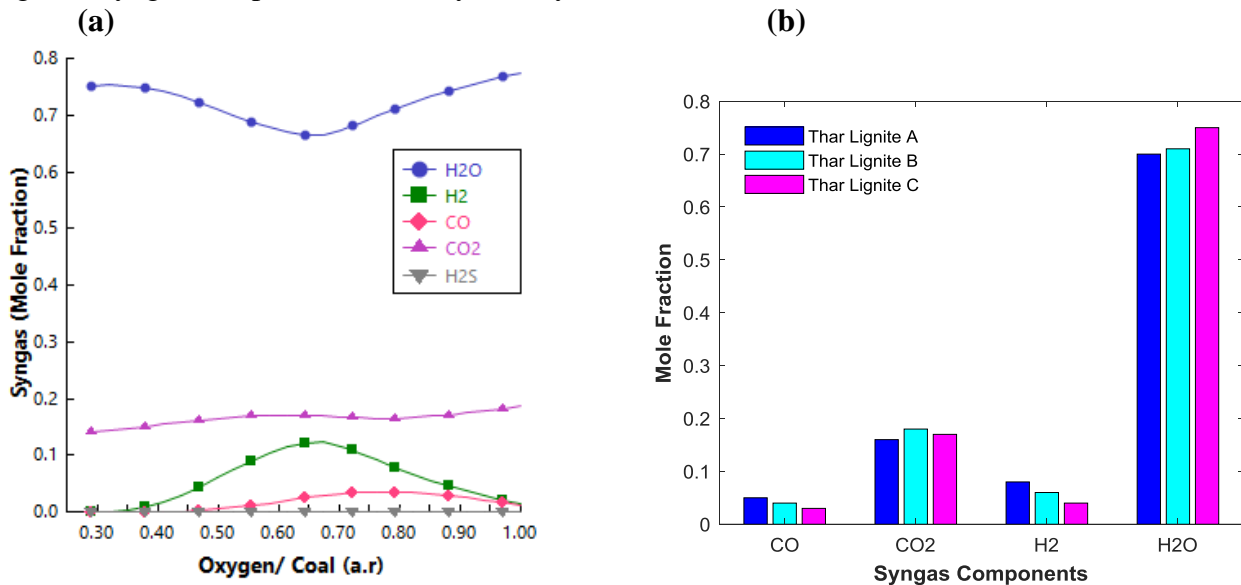 (a)
(b)
0.8
0.7
0.6
0.5
0.4
0.3
0.2
0.1
0.0
Syngas (Mole Fraction)
H2O
H2
CO
CO2
H2S
0.30 0.40 0.50 0.60 0.70 0.80 0.90 1.00
Oxygen/ Coal (a.r)
0.8
0.7
0.6
0.5
0.4
0.3
0.2
0.1
0
Mole Fraction
Thar Lignite A
Thar Lignite B
Thar Lignite C
CO CO2 H2 H2O
Syngas Components